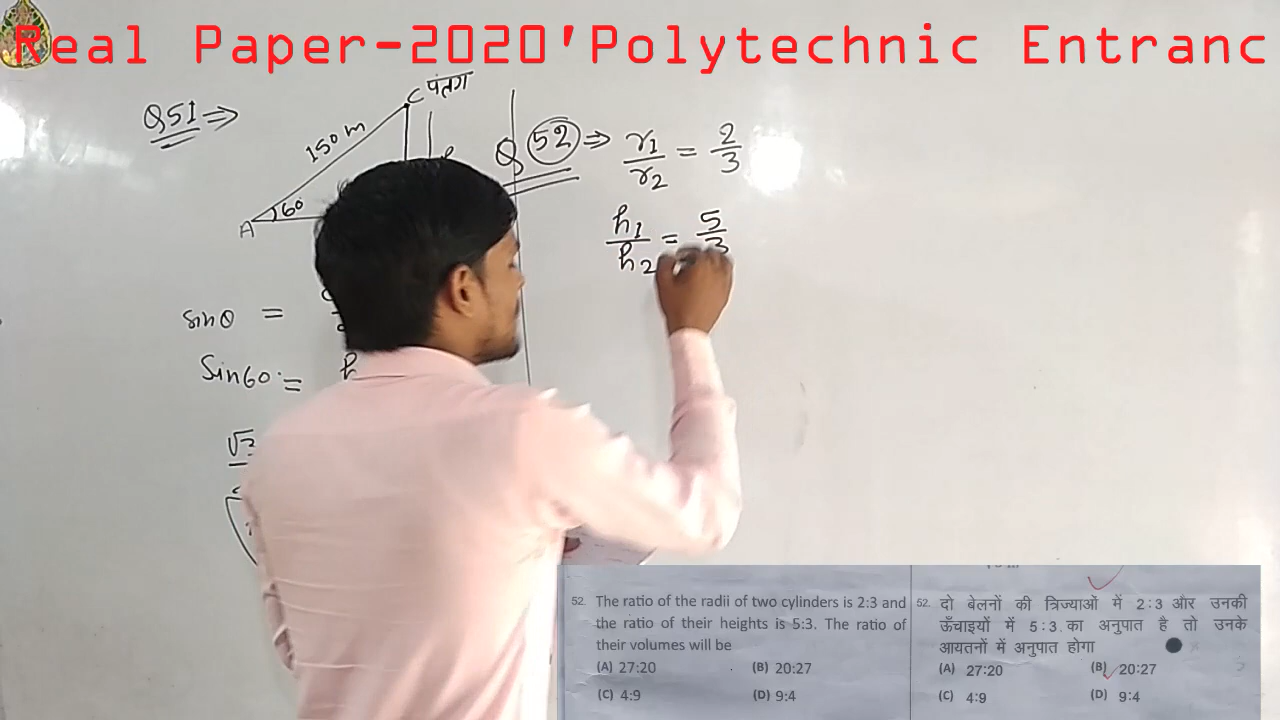 Real Paper-2020'Polytechnic Entranc
Q51 ⇒
C पतंग
150 m
60
A
sinθ =
Sin60° =
Q 52 ⇒ r1/r2 = 2/3
h1/h2 = 5/3
52. The ratio of the radii of two cylinders is 2:3 and
the ratio of their heights is 5:3. The ratio of
their volumes will be
(A) 27:20 (B) 20:27
(C) 4:9 (D) 9:4
52. दो बेलनों की त्रिज्याओं में 2:3 और उनकी
ऊँचाइयों में 5:3 का अनुपात है तो उनके
आयतनों में अनुपात होगा
(A) 27:20 (B) 20:27
(C) 4:9 (D) 9:4